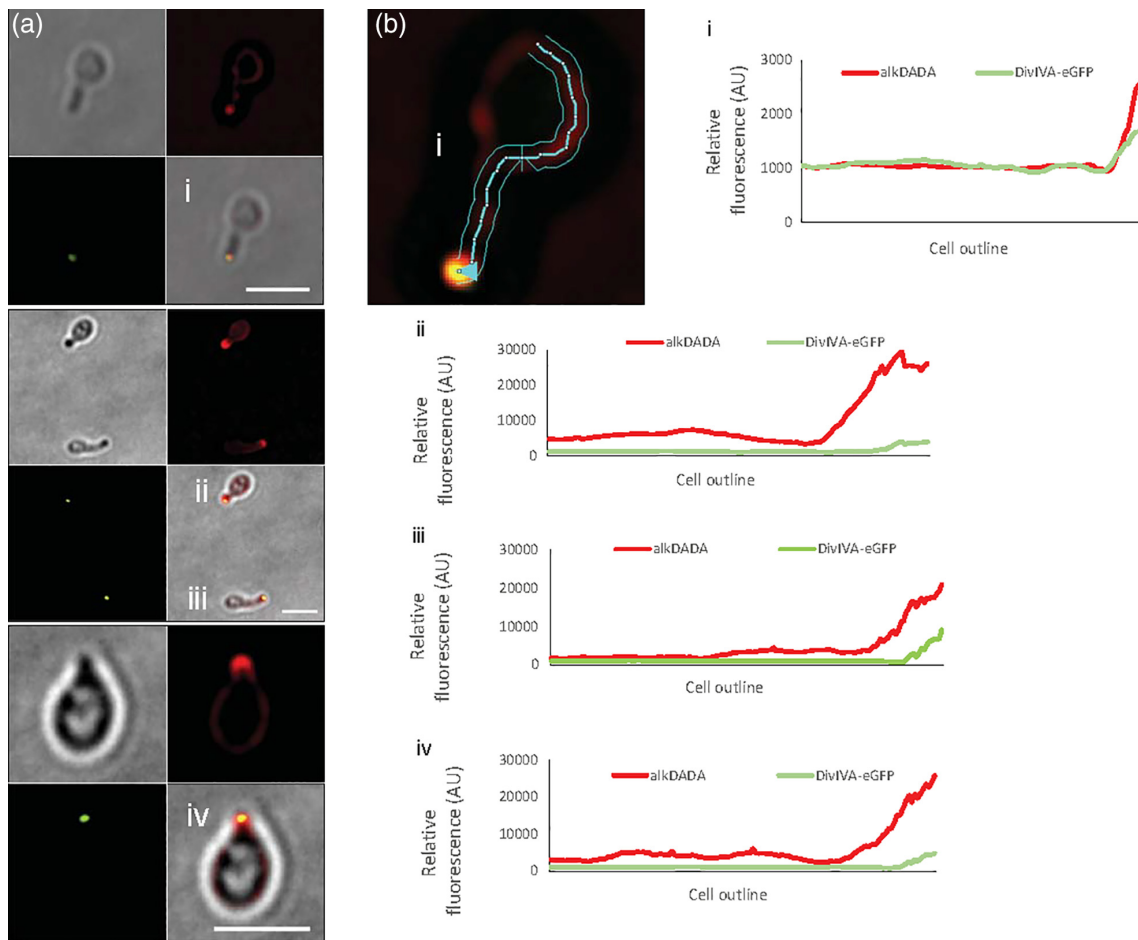 (a)
i
ii
iii
iv
(b)
i
i
Relative
fluorescence (AU)
3000
2000
1000
0
alkDADA
DivIVA-eGFP
Cell outline
ii
Relative
fluorescence (AU)
30000
20000
10000
0
alkDADA
DivIVA-eGFP
Cell outline
iii
Relative
fluorescence (AU)
30000
20000
10000
0
alkDADA
DivIVA-eGFP
Cell outline
iv
Relative
fluorescence (AU)
30000
20000
10000
0
alkDADA
DivIVA-eGFP
Cell outline